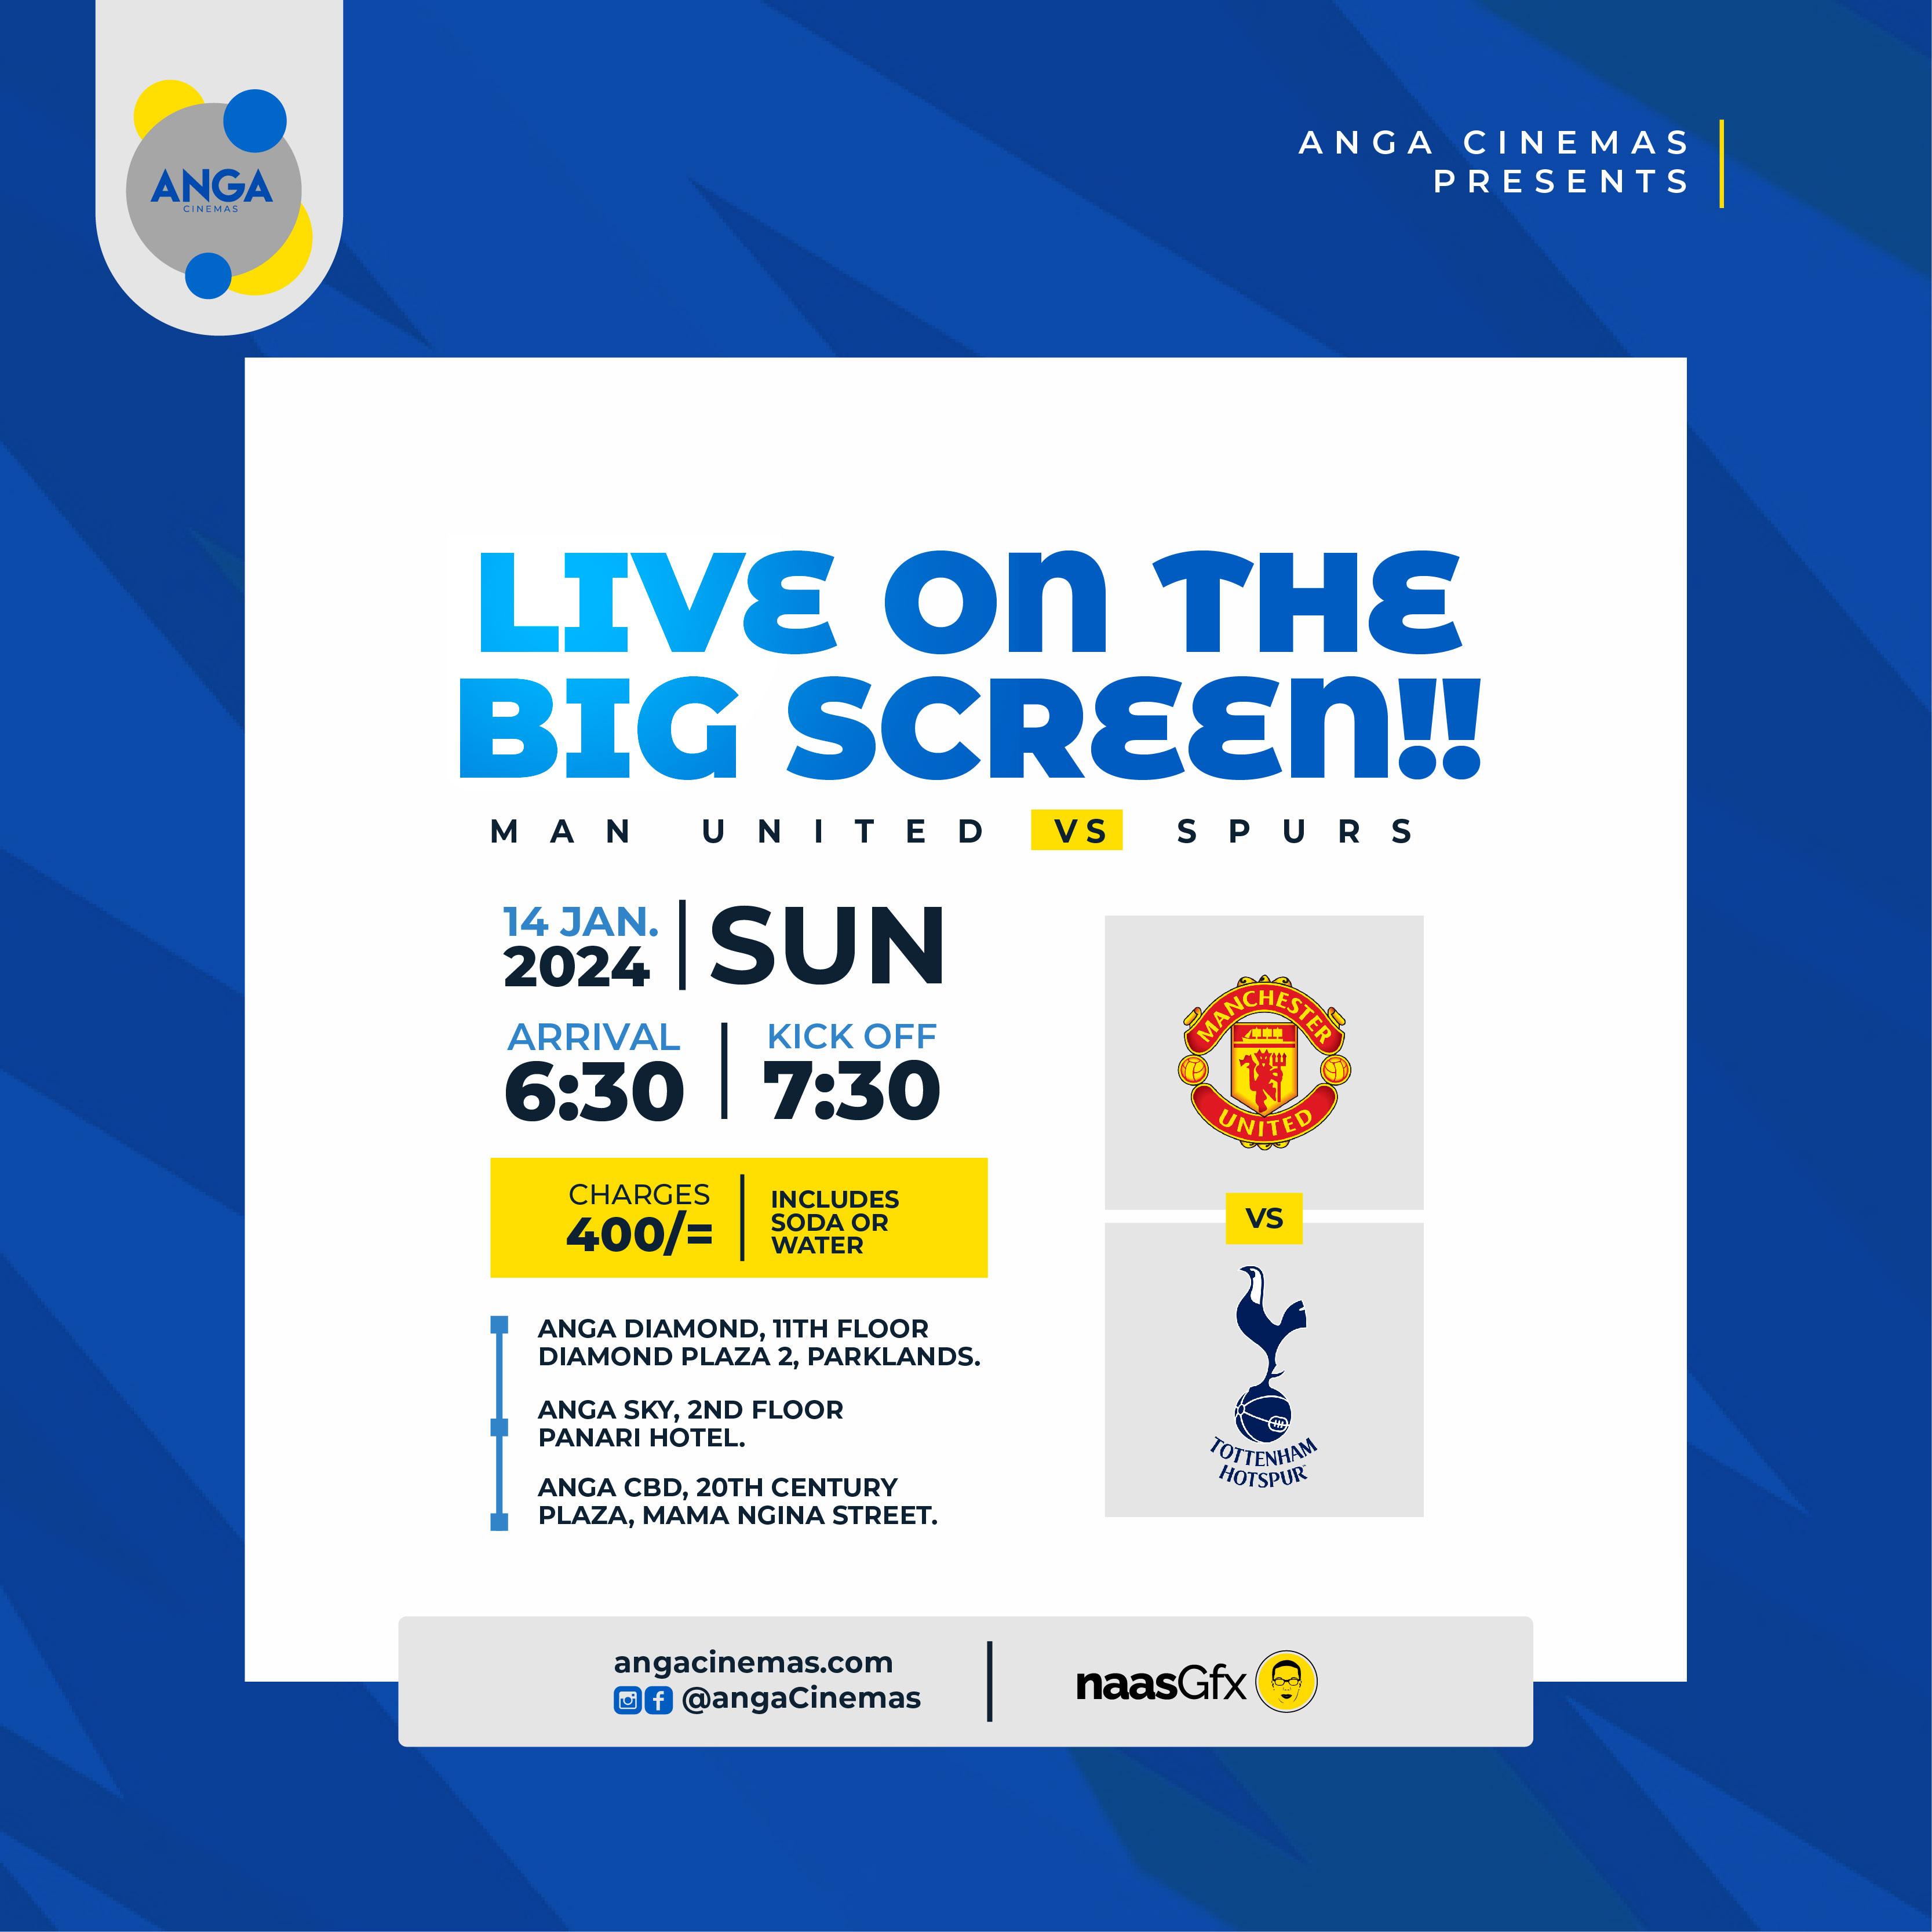 ANGA
CINEMAS
ANGA CINEMAS
PRESENTS
LIVE ON THE
BIG SCREEN!!
MAN UNITED VS SPURS
14 JAN.
2024
SUN
ARRIVAL
6:30
KICK OFF
7:30
CHARGES
400/=
INCLUDES
SODA OR
WATER
ANGA DIAMOND, 11TH FLOOR
DIAMOND PLAZA 2, PARKLANDS.
ANGA SKY, 2ND FLOOR
PANARI HOTEL.
ANGA CBD, 20TH CENTURY
PLAZA, MAMA NGINA STREET.
MANCHESTER
UNITED
VS
TOTTENHAM
HOTSPUR
angacinemas.com
@angaCinemas
naasGfx